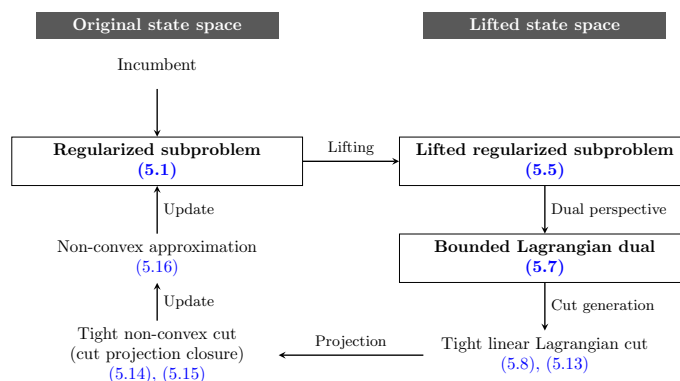 Original state space
Lifted state space
Incumbent
Regularized subproblem
(5.1)
Lifting
Lifted regularized subproblem
(5.5)
Update
Dual perspective
Non-convex approximation
(5.16)
Bounded Lagrangian dual
(5.7)
Update
Cut generation
Tight non-convex cut
(cut projection closure)
(5.14), (5.15)
Projection
Tight linear Lagrangian cut
(5.8), (5.13)